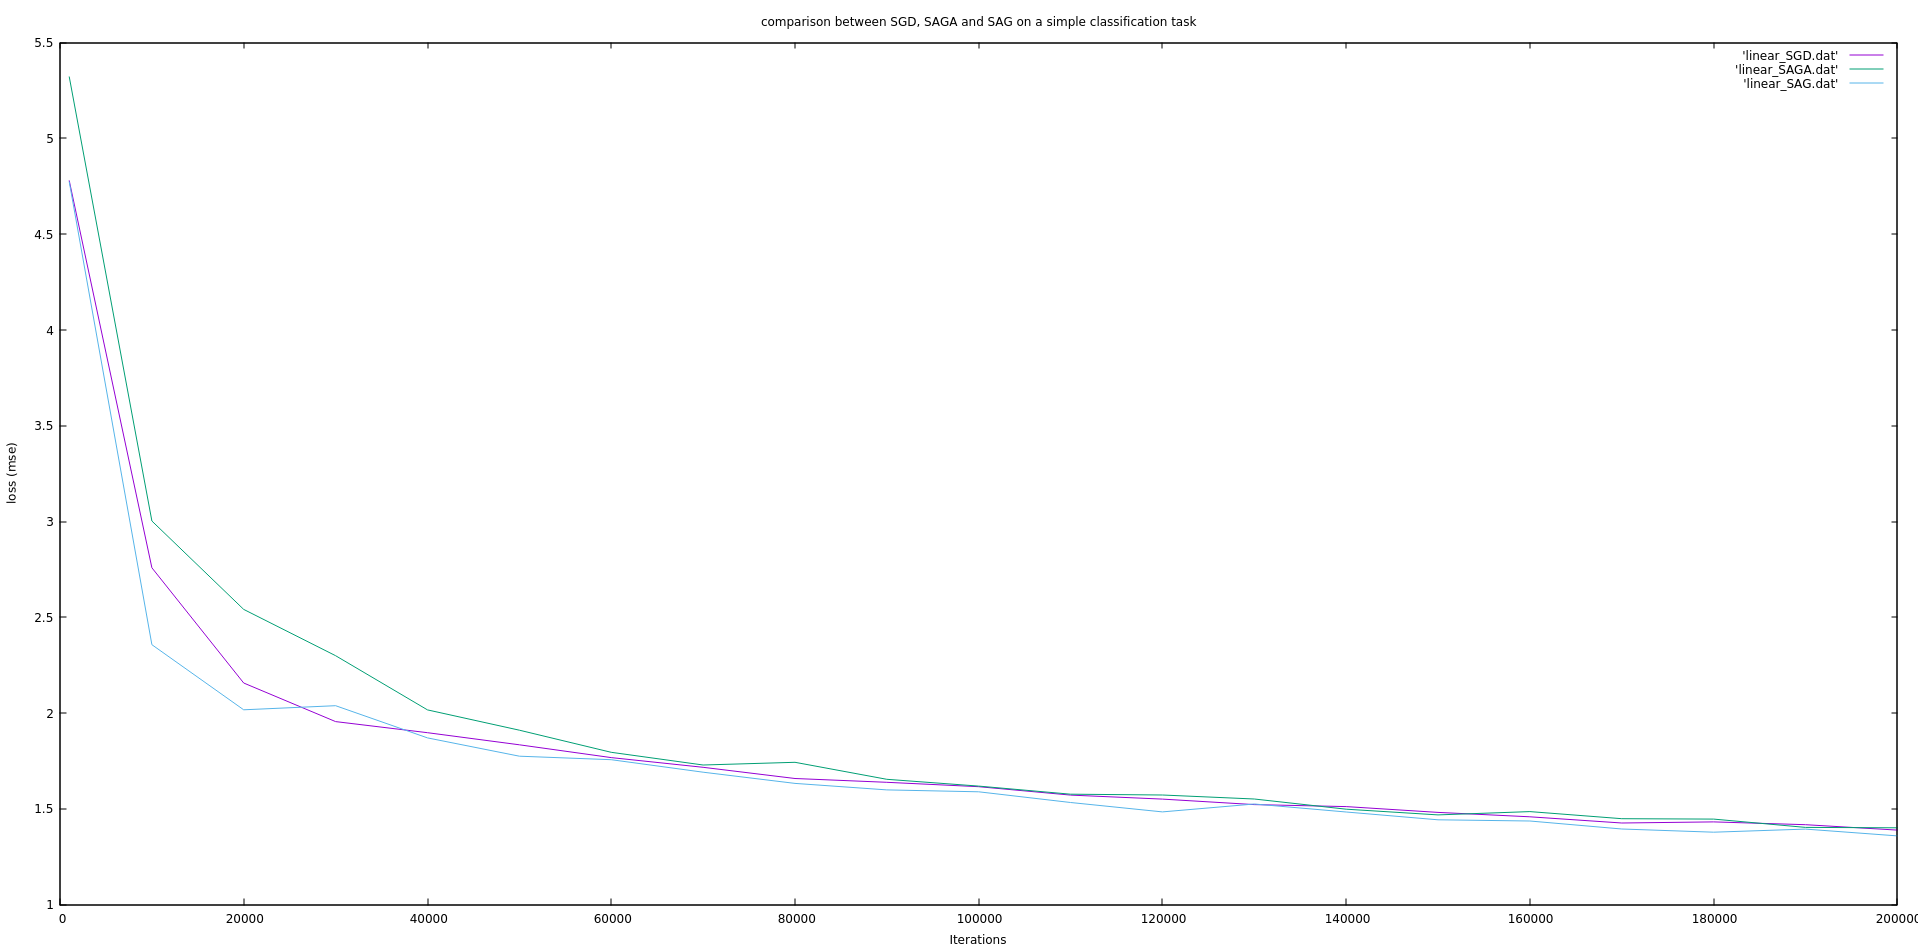 comparison between SGD, SAGA and SAG on a simple classification task
'linear_SGD.dat'
'linear_SAGA.dat'
'linear_SAG.dat'
5.5
5
4.5
4
3.5
3
2.5
2
1.5
1
loss (mse)
0 20000 40000 60000 80000 100000 120000 140000 160000 180000 200000
Iterations